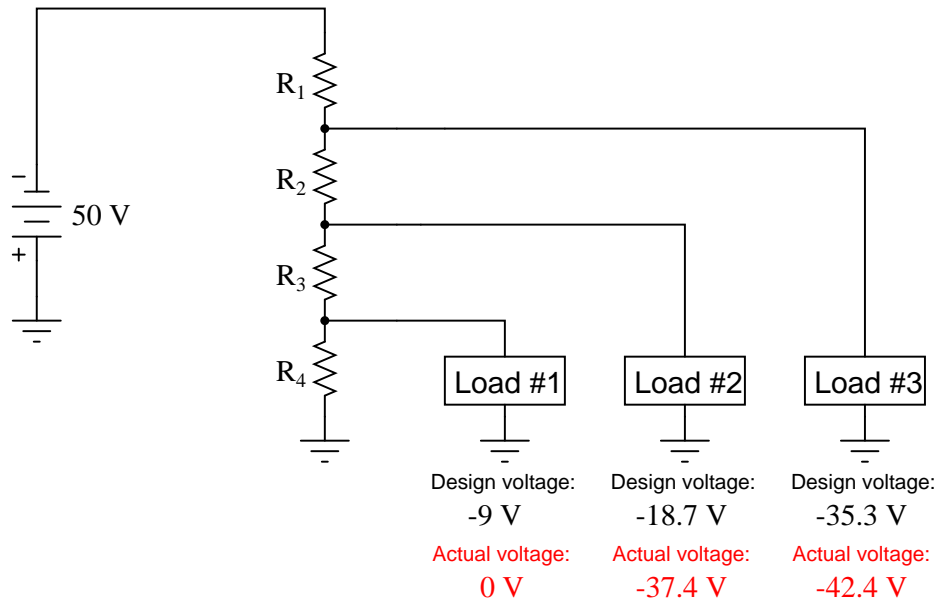 R1
R2
R3
R4
-
50 V
+
Load #1 Load #2 Load #3
Design voltage: Design voltage: Design voltage:
-9 V -18.7 V -35.3 V
Actual voltage: Actual voltage: Actual voltage:
0 V -37.4 V -42.4 V